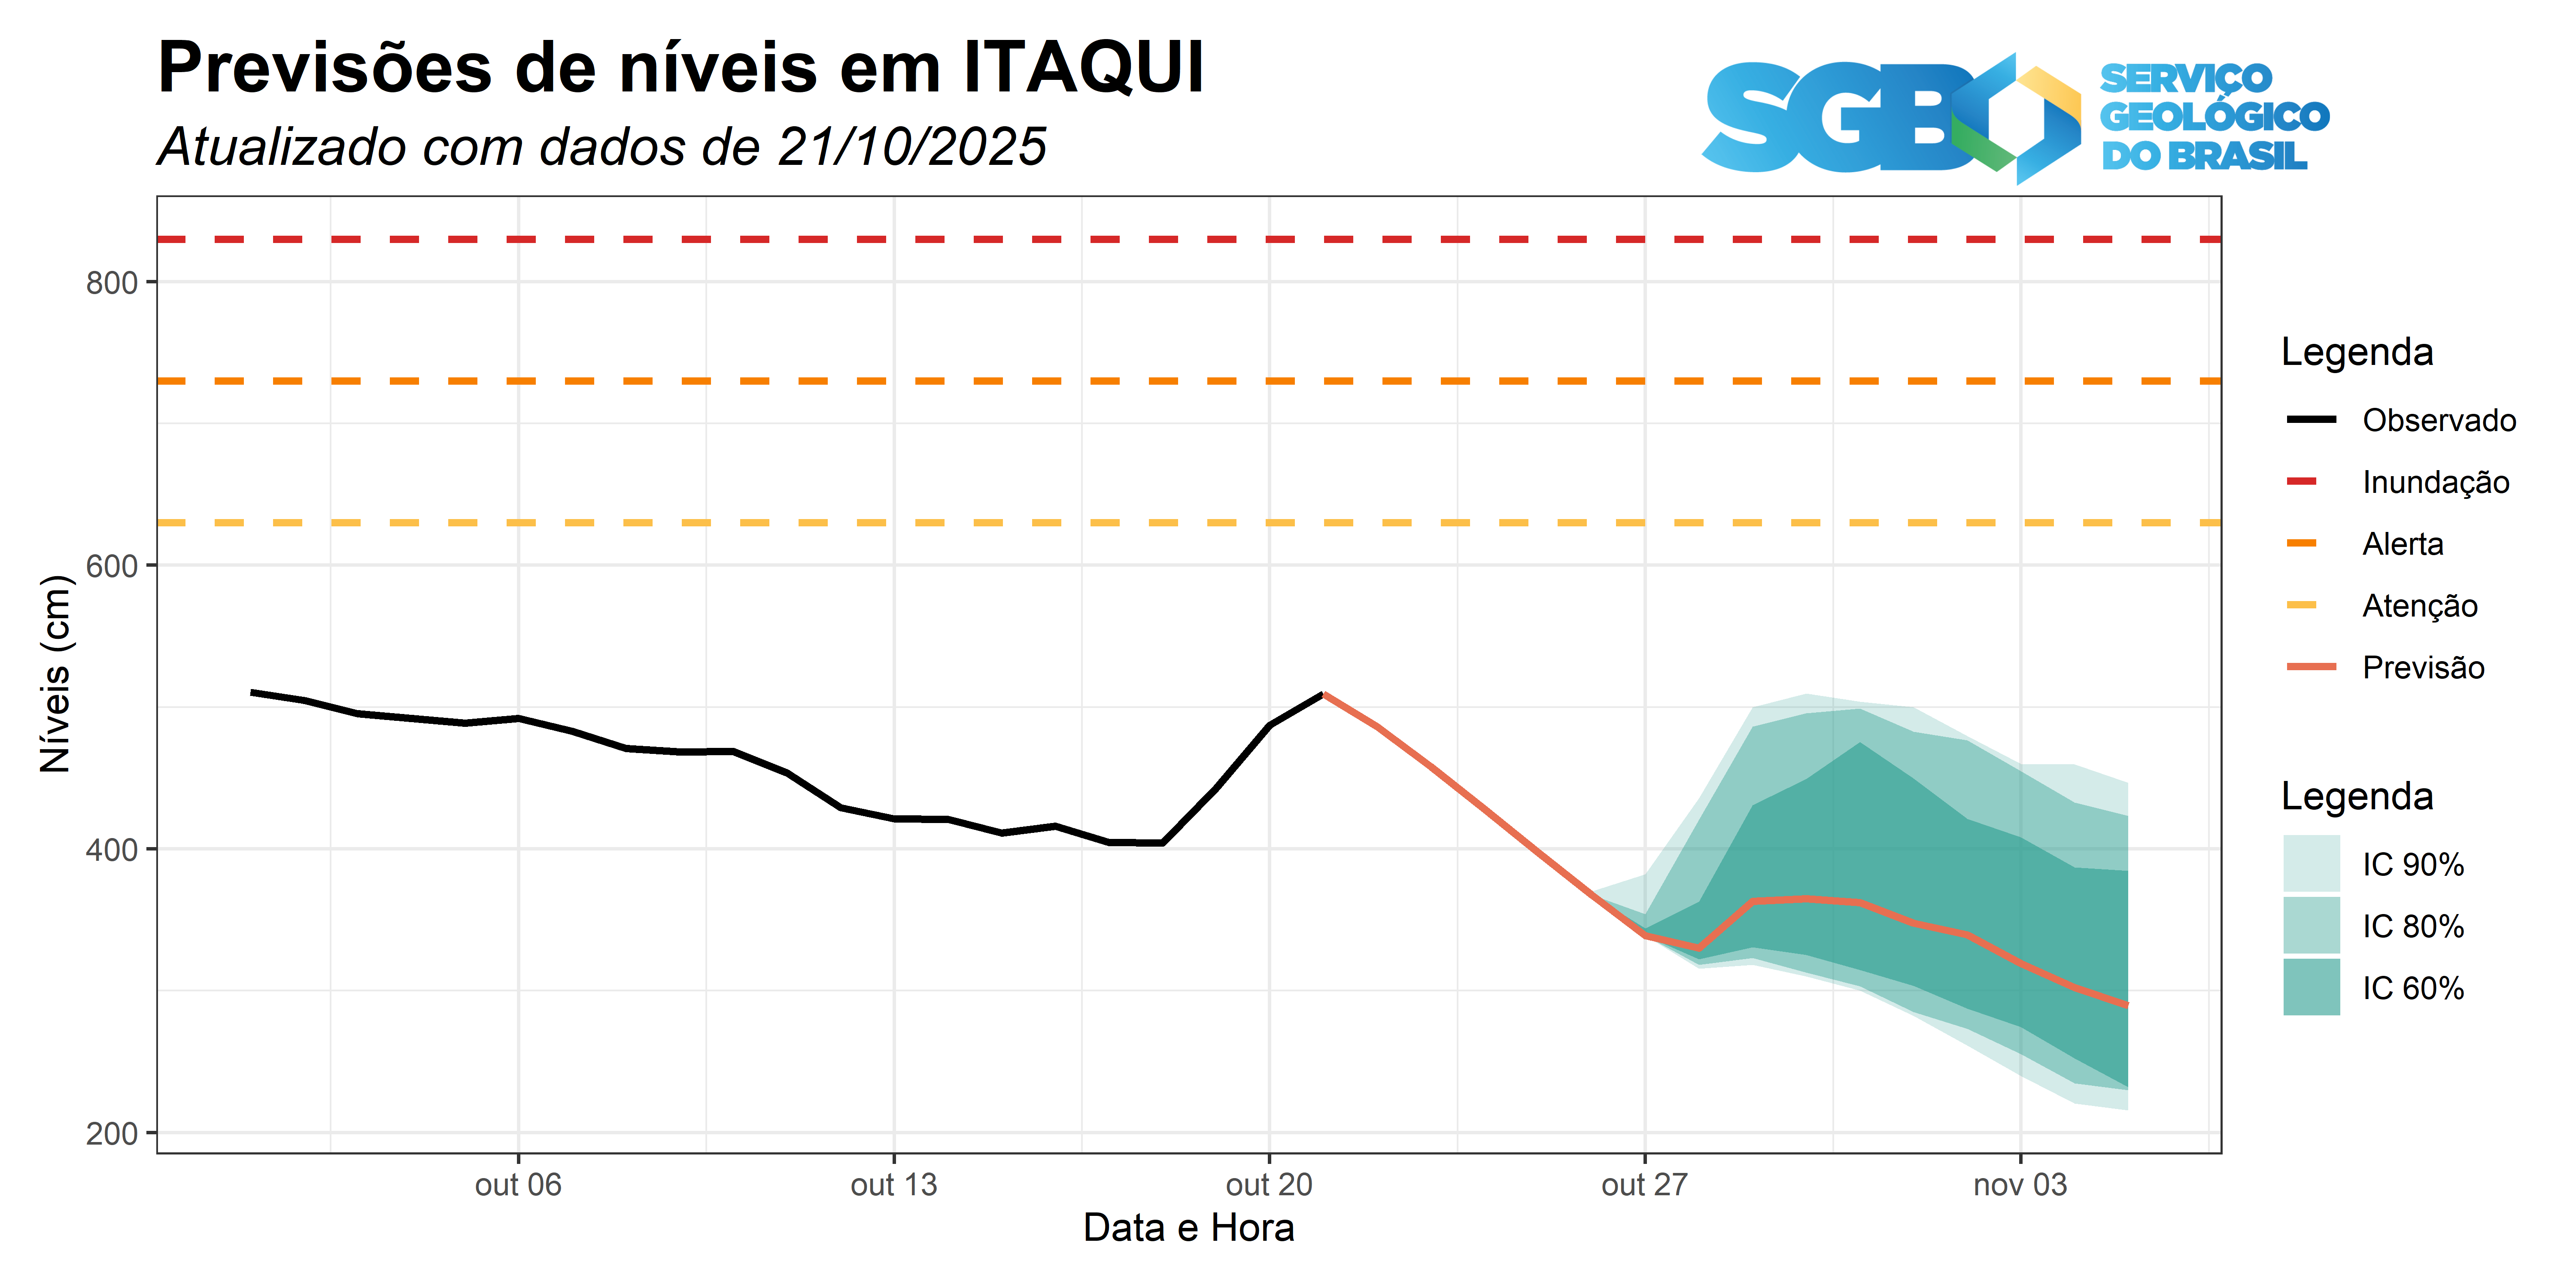 Previsões de níveis em ITAQUI
Atualizado com dados de 21/10/2025
SGB
SERVIÇO
GEOLÓGICO
DO BRASIL
Níveis (cm)
800
600
400
200
out 06
out 13
out 20
out 27
nov 03
Data e Hora
Legenda
Observado
Inundação
Alerta
Atenção
Previsão
Legenda
IC 90%
IC 80%
IC 60%